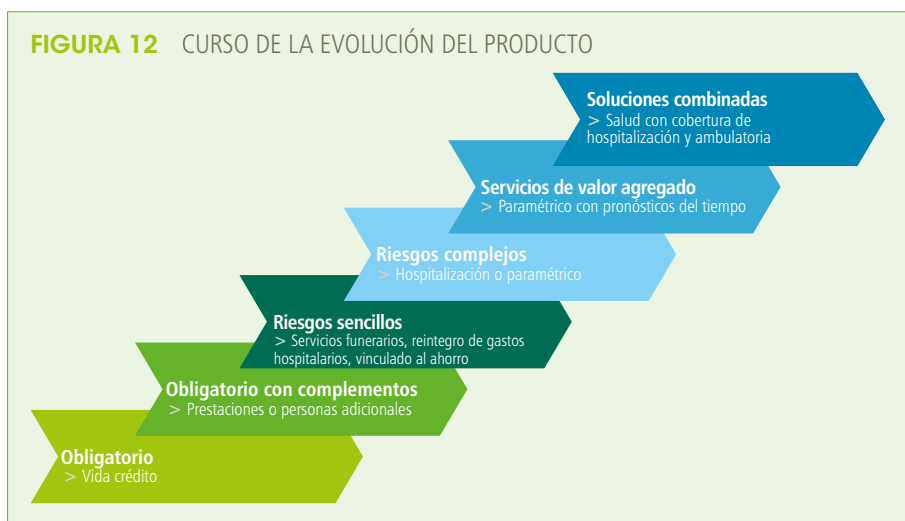 FIGURA 12 CURSO DE LA EVOLUCIÓN DEL PRODUCTO
Soluciones combinadas
> Salud con cobertura de
hospitalización y ambulatoria
Servicios de valor agregado
> Paramétrico con pronósticos del tiempo
Riesgos complejos
> Hospitalización o paramétrico
Riesgos sencillos
> Servicios funerarios, reintegro de gastos
hospitalarios, vinculado al ahorro
Obligatorio con complementos
> Prestaciones o personas adicionales
Obligatorio
> Vida crédito